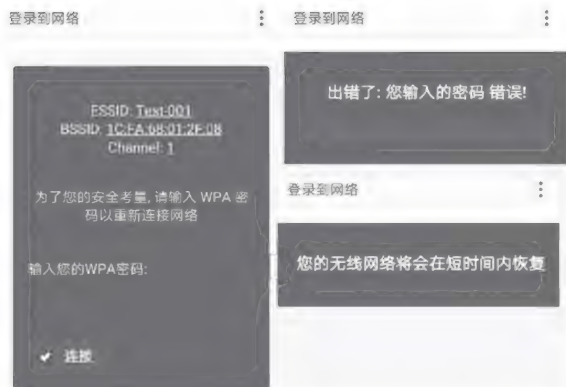 登录到网络
ESSID: Test-001
BSSID: 1C:FA:68:01:2F:08
Channel: 1
为了您的安全考量, 请输入 WPA 密
码以重新连接网络
输入您的WPA密码:
连接
登录到网络
出错了: 您输入的密码 错误!
登录到网络
您的无线网络将会在短时间内恢复